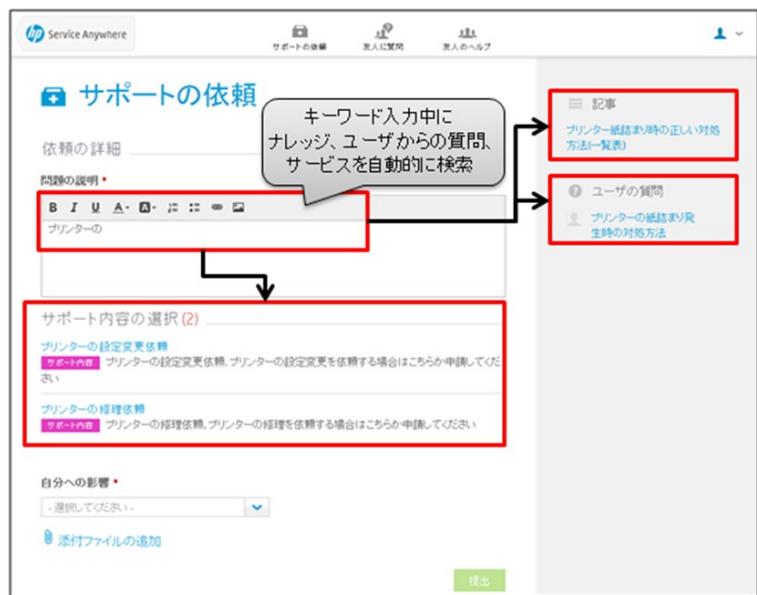 hp Service Anywhere
サポートの依頼
友人に質問
友人のヘルプ
サポートの依頼
キーワード入力中に
ナレッジ、ユーザからの質問、
サービスを自動的に検索
依頼の詳細
問題の説明 •
B I U A A
プリンターの
サポート内容の選択 (2)
プリンターの設定変更依頼
サポート内容 プリンターの設定変更依頼,プリンターの設定変更を依頼する場合はこちらか申請してくだ
さい
プリンターの修理依頼
サポート内容 プリンターの修理依頼,プリンターの修理を依頼する場合はこちらか申請してください
自分への影響 •
- 選択してください -
添付ファイルの追加
提出
記事
プリンター紙詰まり時の正しい対処
方法(一覧表)
ユーザの質問
プリンターの紙詰まり発
生時の対処方法